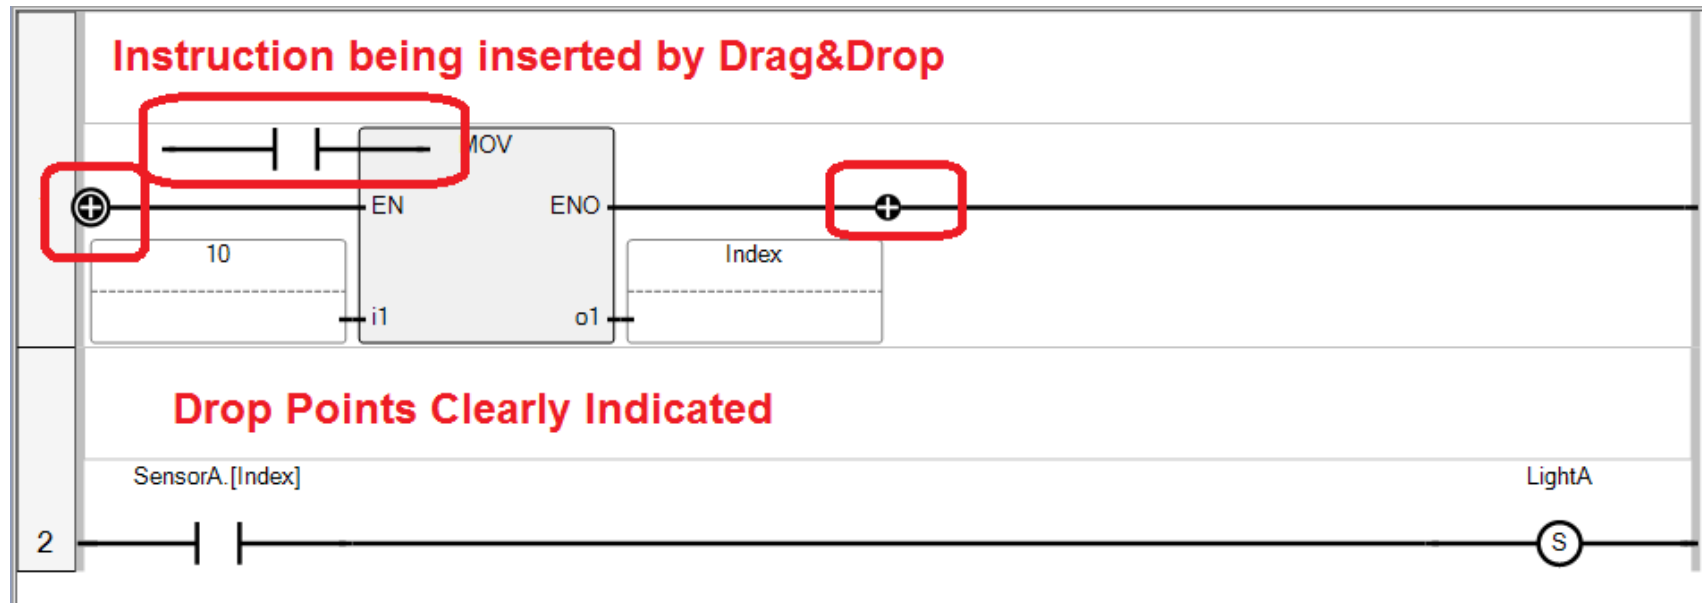 Instruction being inserted by Drag&Drop
MOV
EN ENO
10 Index
i1 o1
Drop Points Clearly Indicated
SensorA.[Index] LightA
2 S